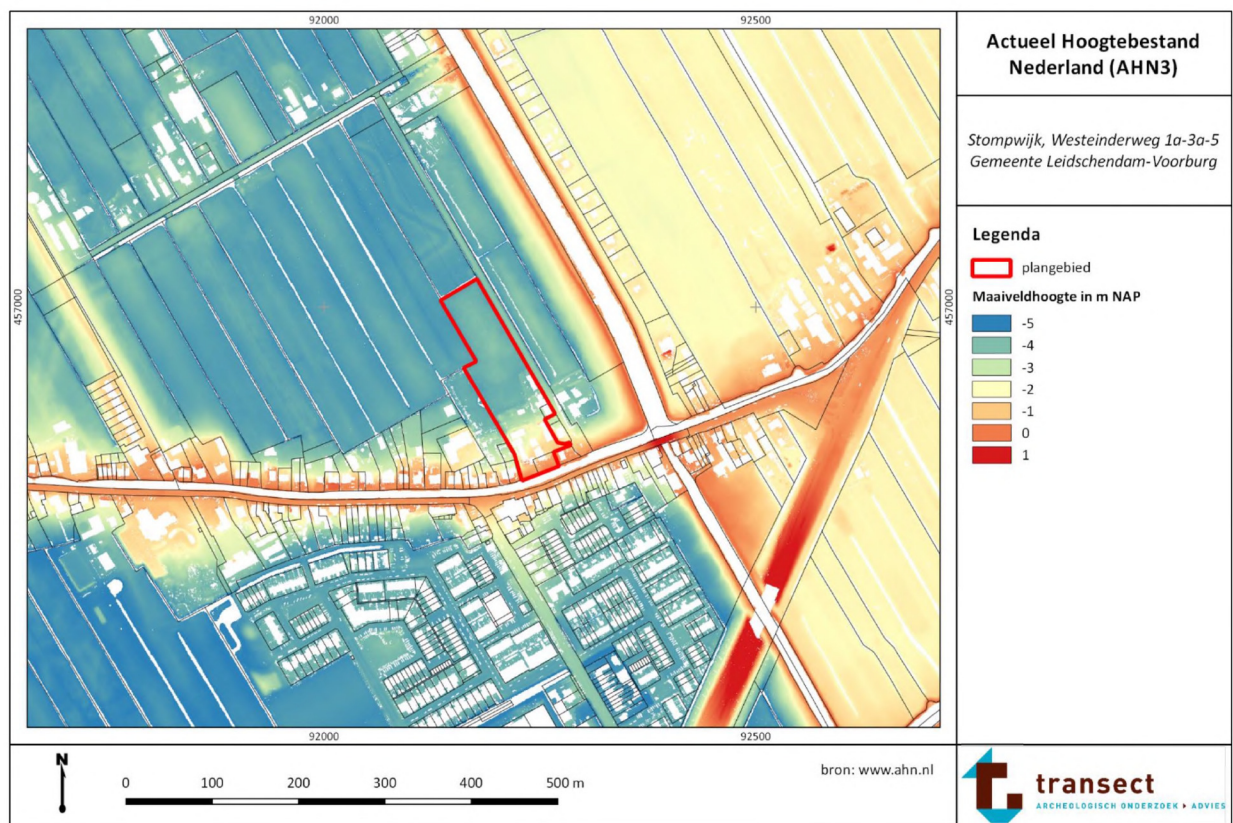 92000
92500
457000
457000
92000
92500
Actueel Hoogtebestand
Nederland (AHN3)
Stompwijk, Westeinderweg 1a-3a-5
Gemeente Leidschendam-Voorburg
Legenda
plangebied
Maaiveldhoogte in m NAP
-5
-4
-3
-2
-1
0
1
N
0 100 200 300 400 500 m
bron: www.ahn.nl
transect
ARCHEOLOGISCH ONDERZOEK ▸ ADVIES